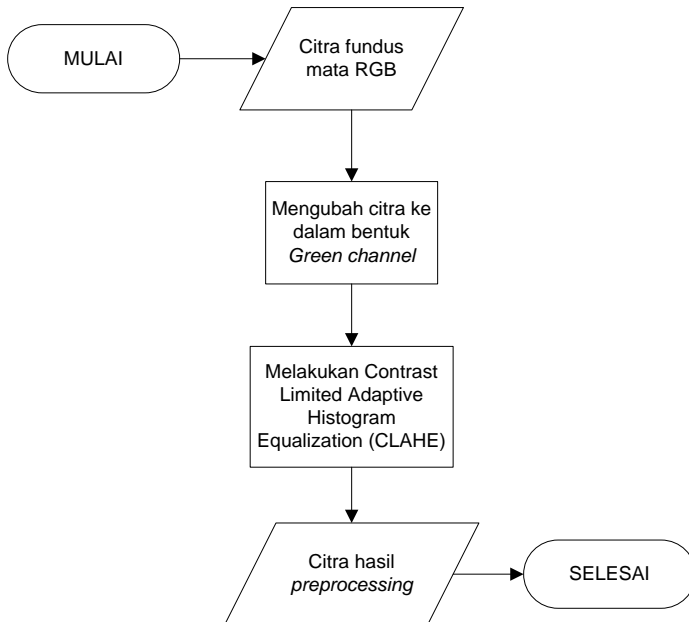 MULAI
Citra fundus
mata RGB
Mengubah citra ke
dalam bentuk
Green channel
Melakukan Contrast
Limited Adaptive
Histogram
Equalization (CLAHE)
Citra hasil
preprocessing
SELESAI